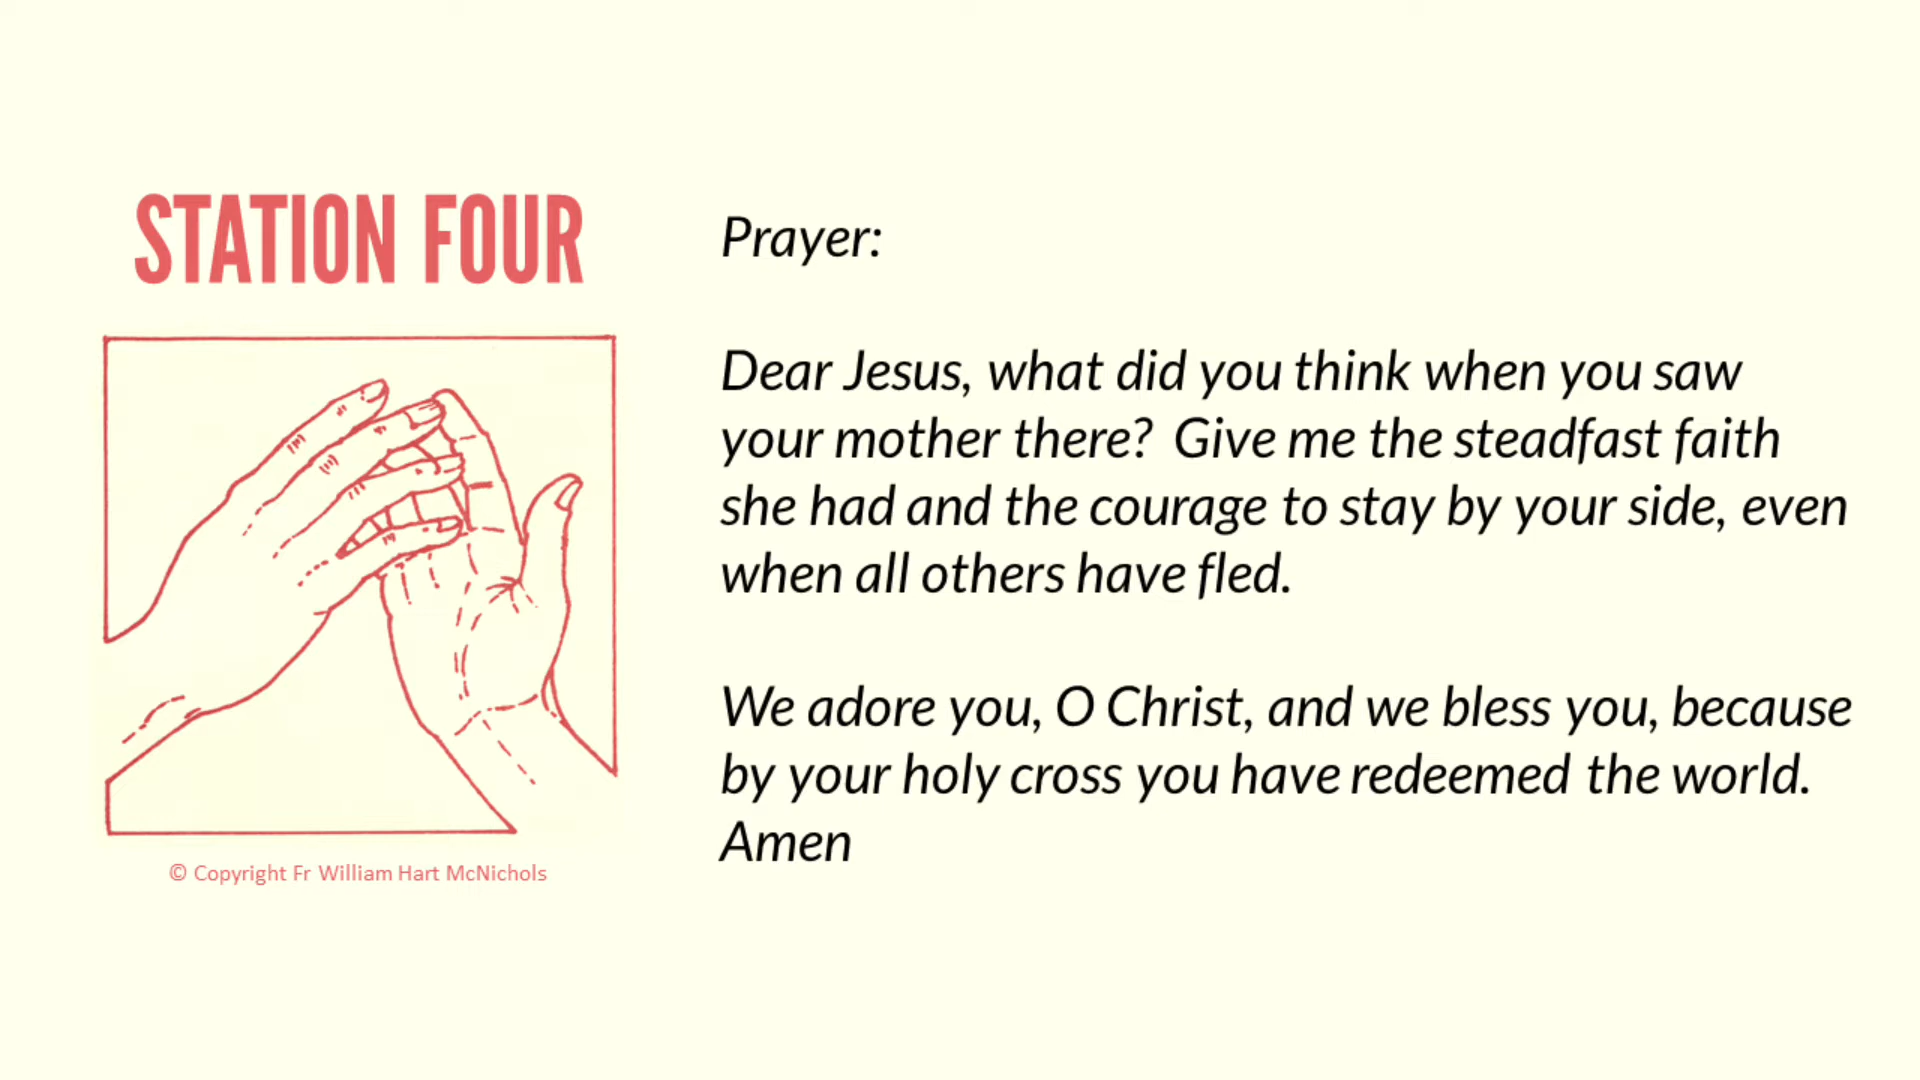 STATION FOUR
© Copyright Fr William Hart McNichols
Prayer:
Dear Jesus, what did you think when you saw
your mother there? Give me the steadfast faith
she had and the courage to stay by your side, even
when all others have fled.
We adore you, O Christ, and we bless you, because
by your holy cross you have redeemed the world.
Amen